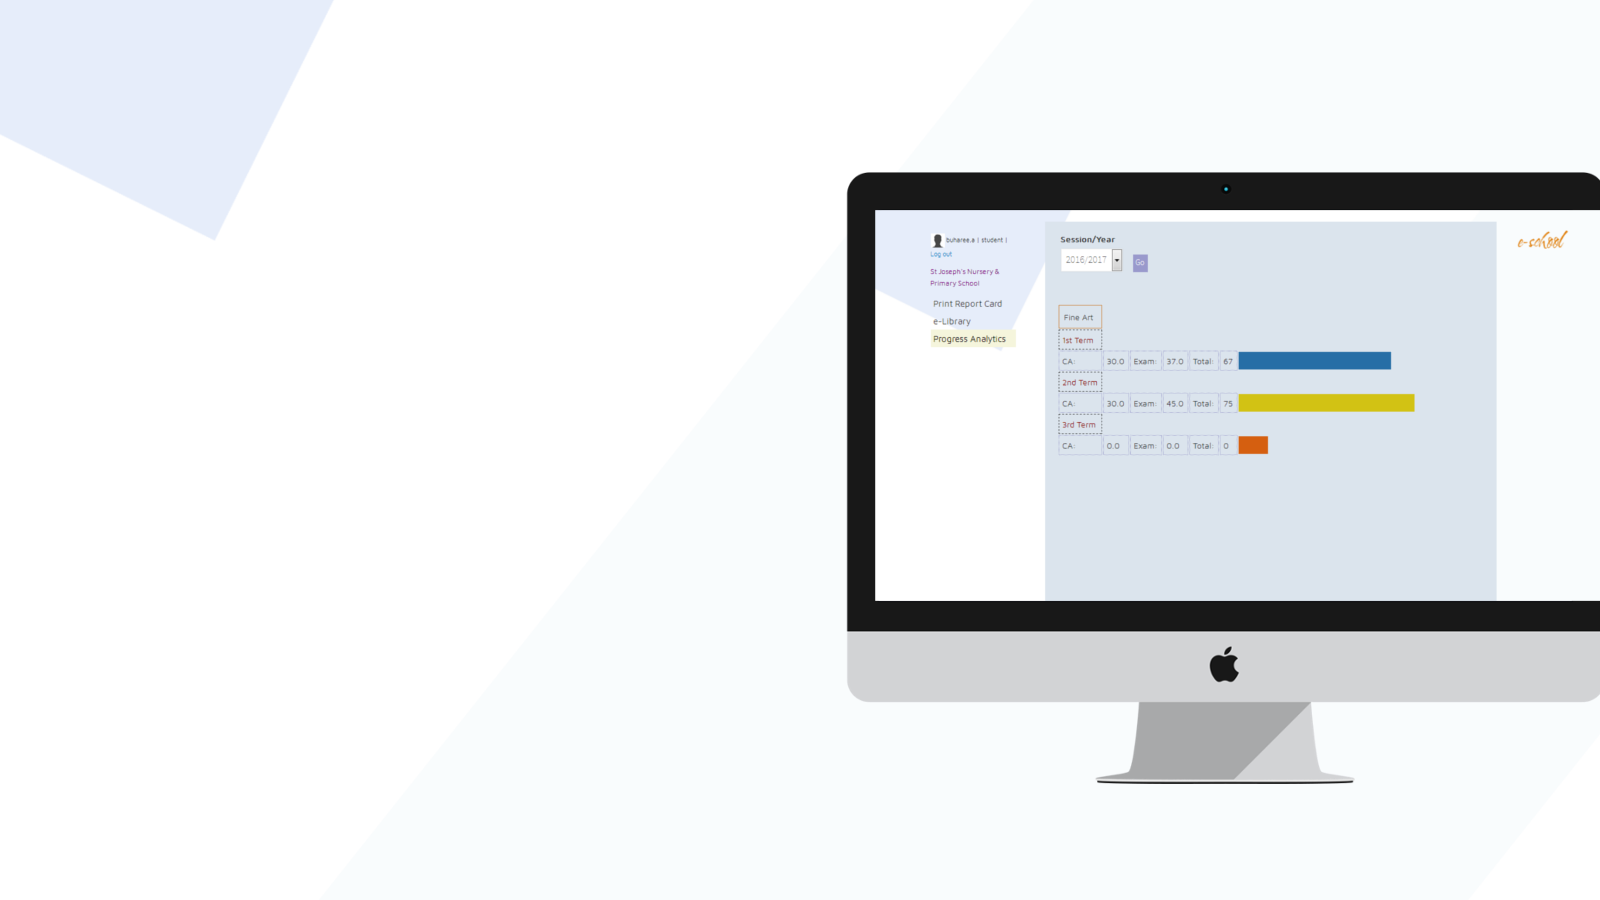 buharee.a | student |
Log out
St Joseph's Nursery &
Primary School
Print Report Card
e-Library
Progress Analytics
Session/Year
2016/2017
Go
Fine Art
1st Term
CA: 30.0 Exam: 37.0 Total: 67
2nd Term
CA: 30.0 Exam: 45.0 Total: 75
3rd Term
CA: 0.0 Exam: 0.0 Total: 0
e-school